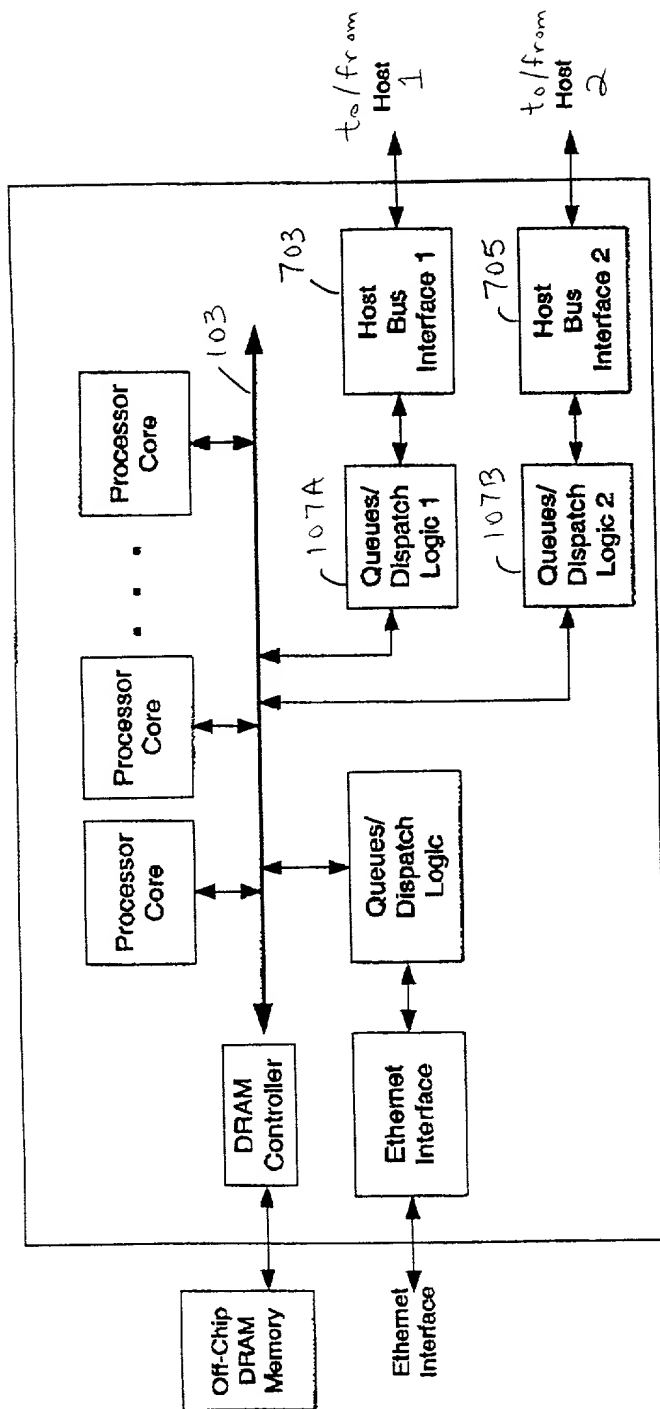 Processor
Core
Processor
Core
. . .
Processor
Core
103
Off-Chip
DRAM
Memory
DRAM
Controller
Ethernet
Interface
Ethernet
Interface
Queues/
Dispatch
Logic
107A
Queues/
Dispatch
Logic 1
703
Host
Bus
Interface 1
to/from
Host
1
107B
Queues/
Dispatch
Logic 2
705
Host
Bus
Interface 2
to/from
Host
2